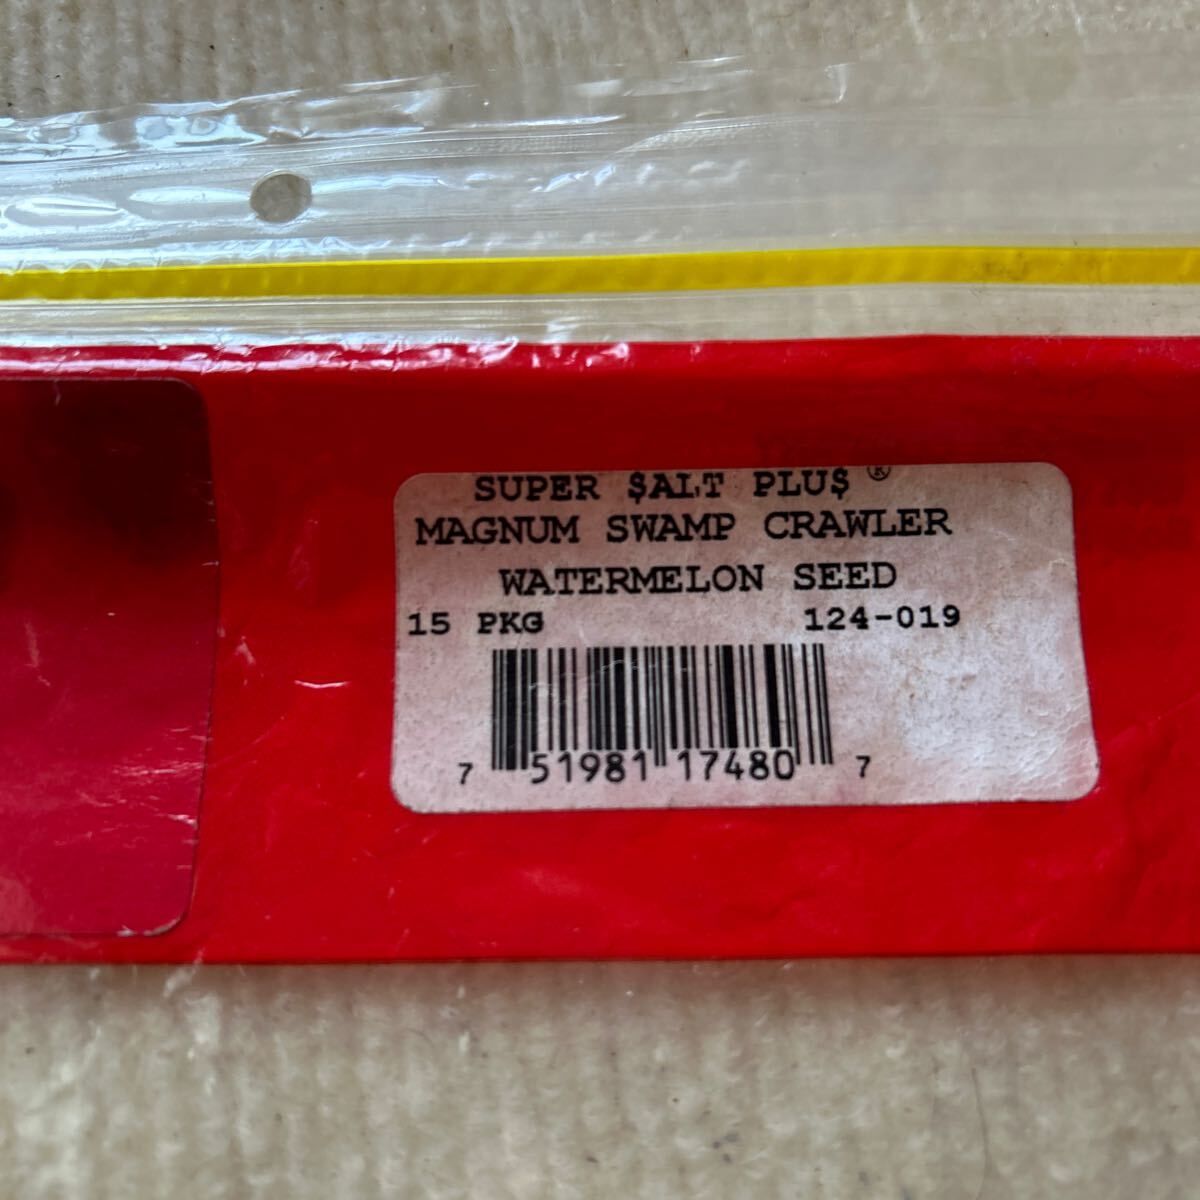 SUPER $ALT PLU$ ®
MAGNUM SWAMP CRAWLER
WATERMELON SEED
15 PKG 124-019
7 51981 17480 7